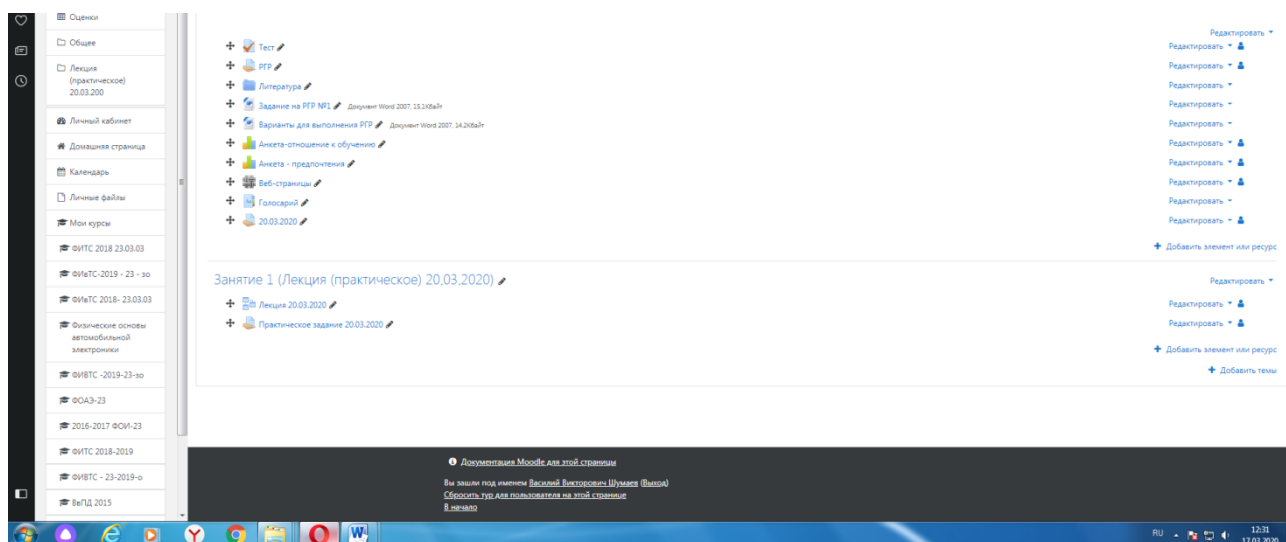 Оценки
Общее
Лекция
(практическое)
20.03.200
Личный кабинет
Домашняя страница
Календарь
Личные файлы
Мои курсы
ФИТС 2018 23.03.03
ФИвТС-2019 - 23 - зо
ФИвТС 2018- 23.03.03
Физические основы
автомобильной
электроники
ФИВТС -2019-23-зо
ФОАЭ-23
2016-2017 ФОИ-23
ФИТС 2018-2019
ФИВТС - 23-2019-о
ВвПД 2015
Редактировать
Тест Редактировать
РГР Редактировать
Литература Редактировать
Задание на РГР №1 Документ Word 2007, 15.1Кбайт Редактировать
Варианты для выполнения РГР Документ Word 2007, 14.2Кбайт Редактировать
Анкета-отношение к обучению Редактировать
Анкета - предпочтения Редактировать
Веб-страницы Редактировать
Голосарий Редактировать
20.03.2020 Редактировать
Добавить элемент или ресурс
Занятие 1 (Лекция (практическое) 20.03.2020) Редактировать
Лекция 20.03.2020 Редактировать
Практическое задание 20.03.2020 Редактировать
Добавить элемент или ресурс
Добавить темы
Документация Moodle для этой страницы
Вы зашли под именем Василий Викторович Шумаев (Выход)
Сбросить тур для пользователя на этой странице
В начало
RU 12:31
17.03.2020